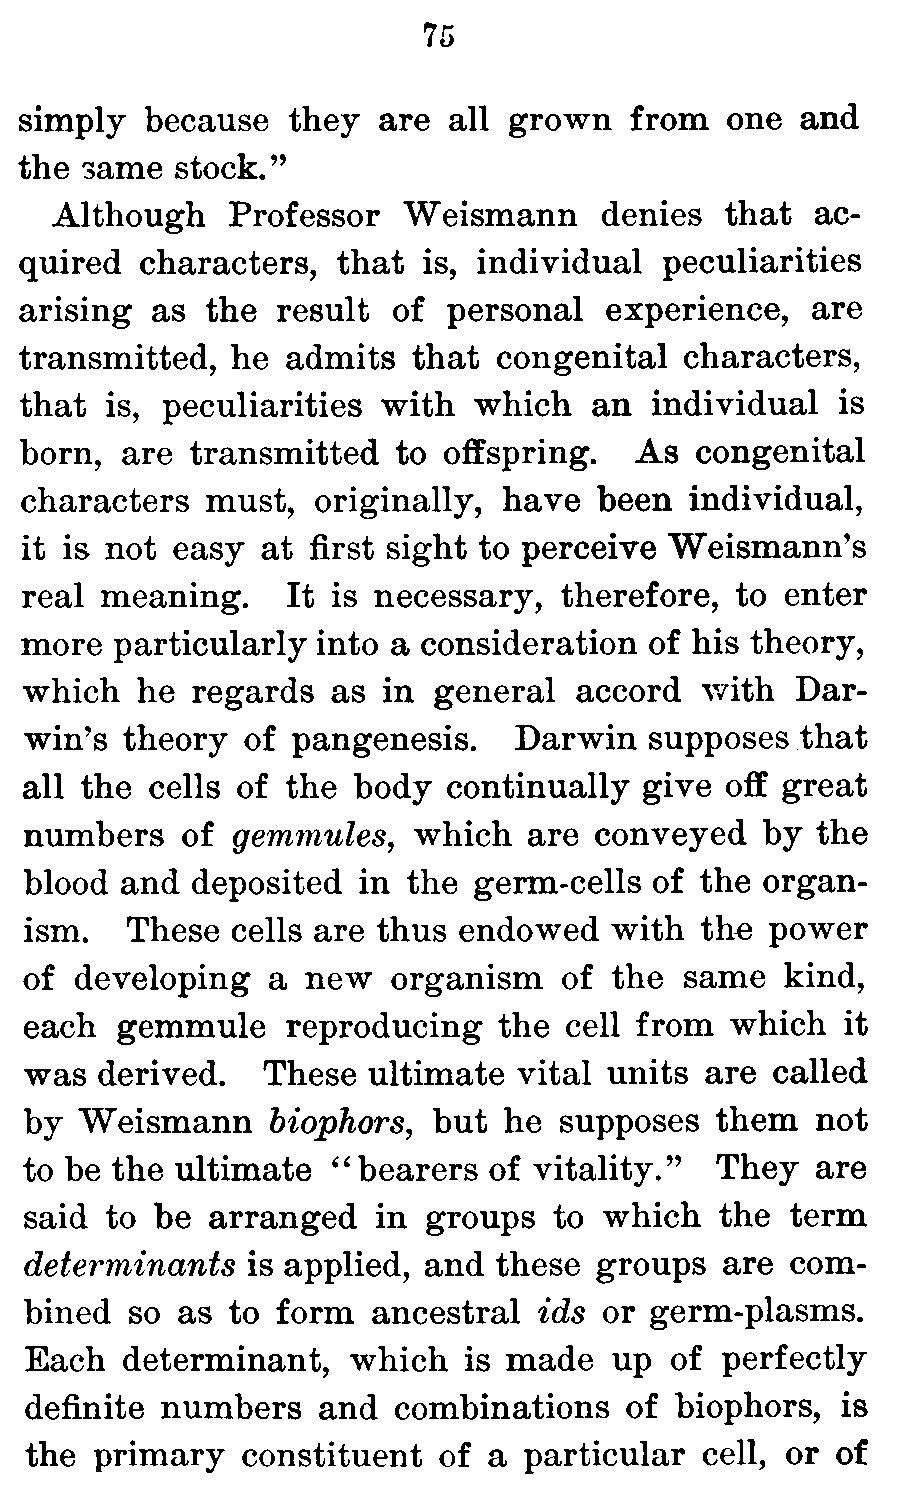 75
simply because they are all grown from one and
the same stock.”
Although Professor Weismann denies that ac-
quired characters, that is, individual peculiarities
arising as the result of personal experience, are
transmitted, he admits that congenital characters,
that is, peculiarities with which an individual is
born, are transmitted to offspring. As congenital
characters must, originally, have been individual,
it is not easy at first sight to perceive Weismann’s
real meaning. It is necessary, therefore, to enter
more particularly into a consideration of his theory,
which he regards as in general accord with Dar-
win’s theory of pangenesis. Darwin supposes that
all the cells of the body continually give off great
numbers of gemmules, which are conveyed by the
blood and deposited in the germ-cells of the organ-
ism. These cells are thus endowed with the power
of developing a new organism of the same kind,
each gemmule reproducing the cell from which it
was derived. These ultimate vital units are called
by Weismann biophors, but he supposes them not
to be the ultimate “bearers of vitality.” They are
said to be arranged in groups to which the term
determinants is applied, and these groups are com-
bined so as to form ancestral ids or germ-plasms.
Each determinant, which is made up of perfectly
definite numbers and combinations of biophors, is
the primary constituent of a particular cell, or of